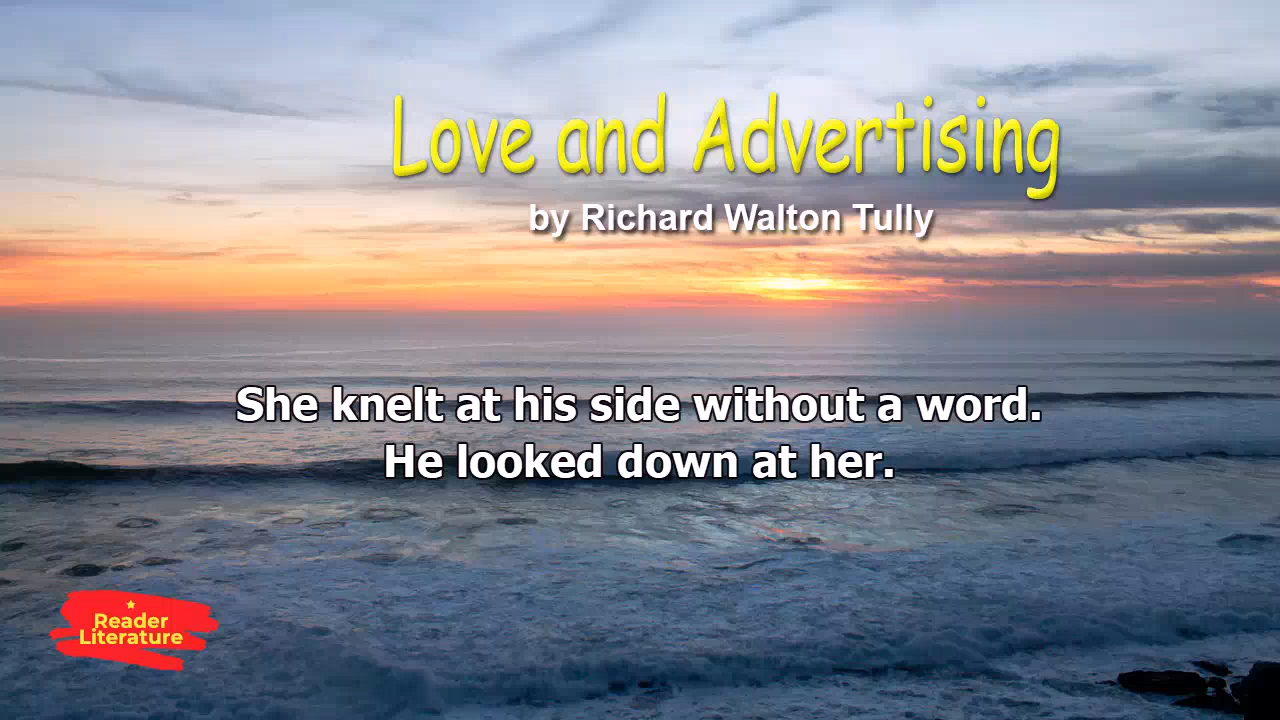 Love and Advertising
by Richard Walton Tully
She knelt at his side without a word.
He looked down at her.
Reader
Literature